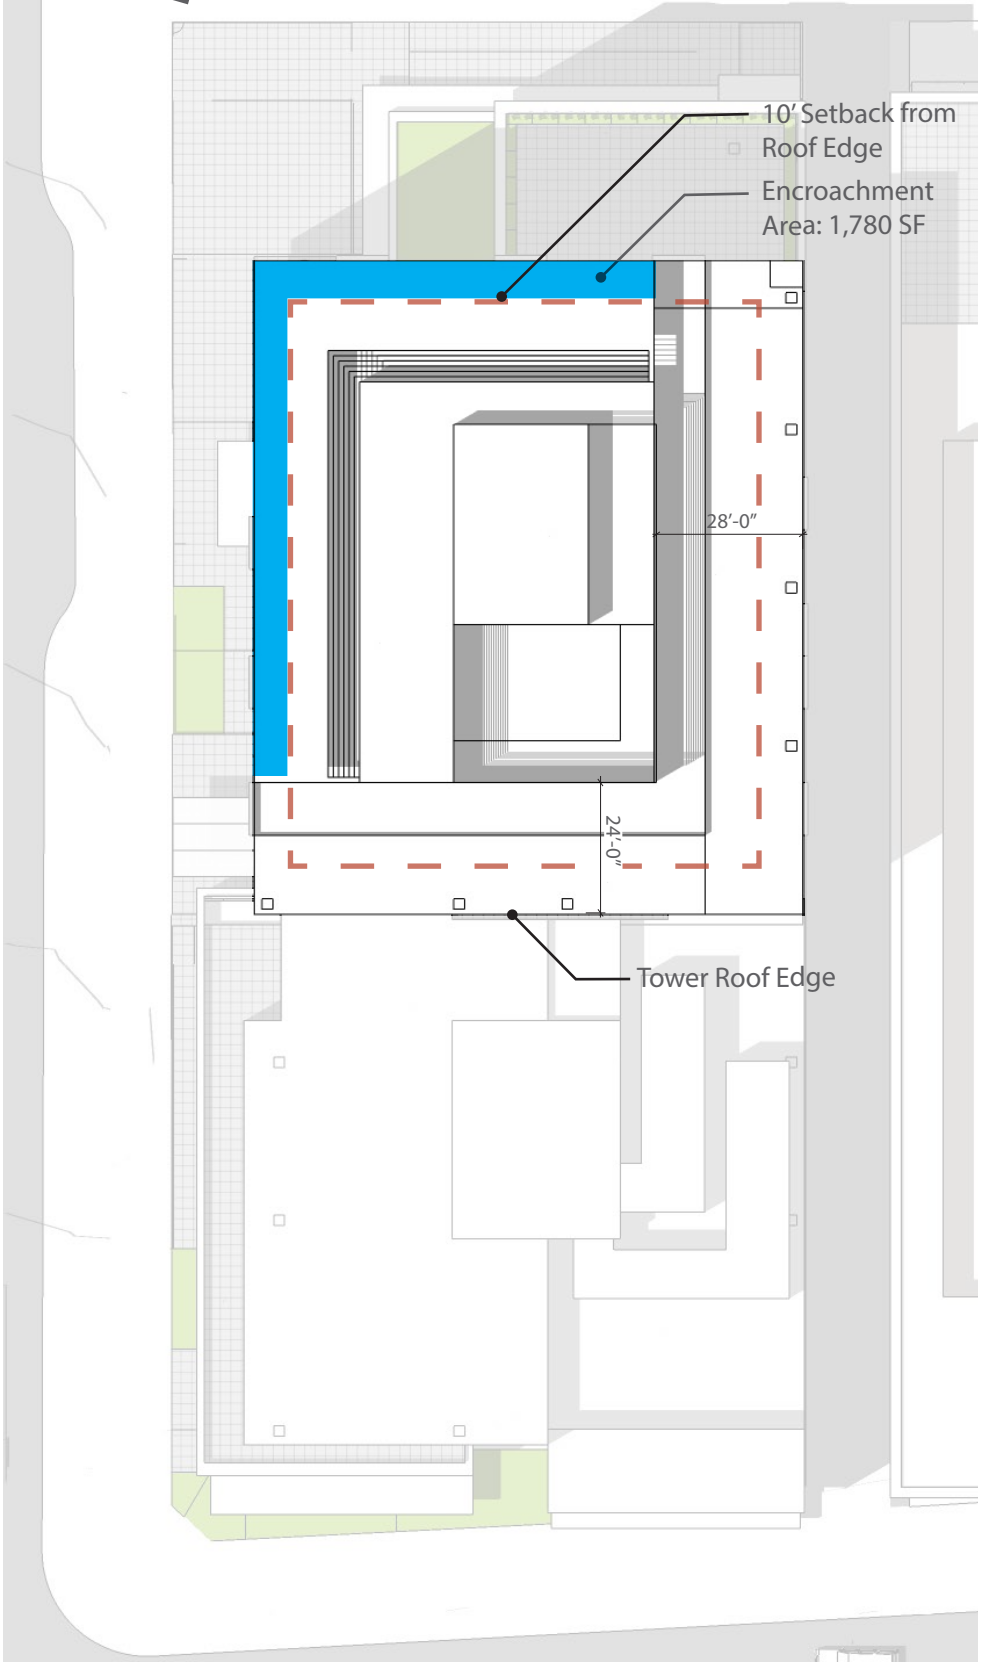 10’ Setback from
Roof Edge
Encroachment
Area: 1,780 SF
28’-0”
24’-0”
Tower Roof Edge